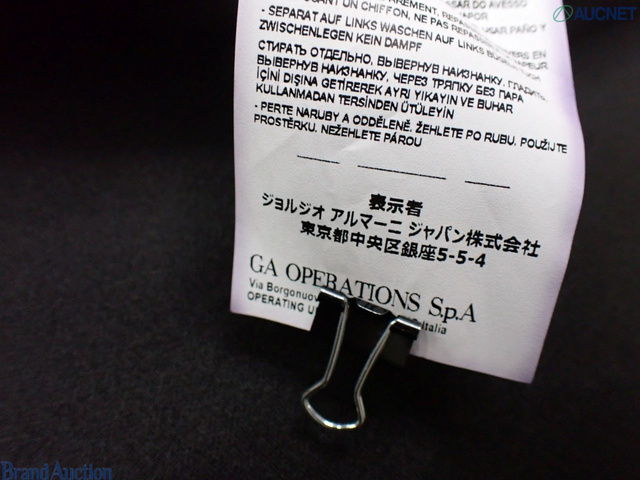 AUCNET
SEPARAT AUF LINKS WASCHEN AUF LINKS
ZWISCHENLEGEN KEIN DAMPF
СТИРАТЬ ОТДЕЛЬНО, ВЫВЕРНУВ НАИЗНАНКУ. ГЛАДИТЬ,
ВЫВЕРНУВ НАИЗНАНКУ, ЧЕРЕЗ ТРЯПКУ БЕЗ ПАРА
İÇİNİ DIŞINA GETİREREK AYRI YIKAYIN VE BUHAR
KULLANMADAN TERSİNDEN ÜTÜLEYİN
- PERTE NARUBY A ODDĚLENĚ. ŽEHLETE PO RUBU. POUŽIJTE
PROSTĚRKU. NEŽEHLETE PÁROU
表示者
ジョルジオ アルマーニ ジャパン株式会社
東京都中央区銀座5-5-4
GA OPERATIONS S.p.A
Via Borgonuovo
OPERATING
Italia
Brand Auction